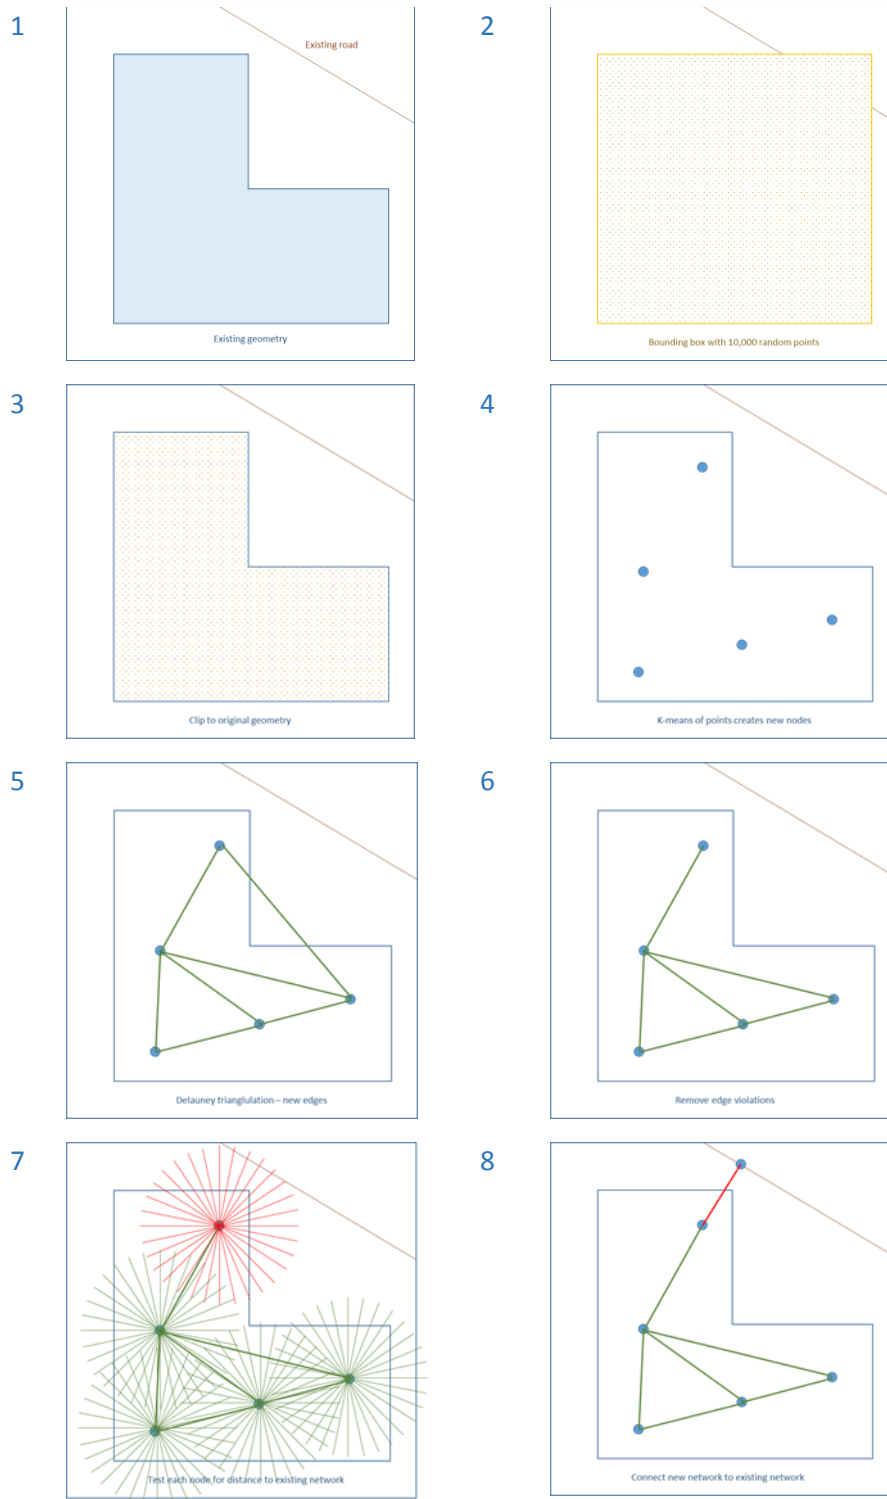 1
Existing road
Existing geometry
2
Bounding box with 10,000 random points
3
Clip to original geometry
4
K-means of points creates new nodes
5
Delauney trianglulation – new edges
6
Remove edge violations
7
Test each node for distance to existing network
8
Connect new network to existing network